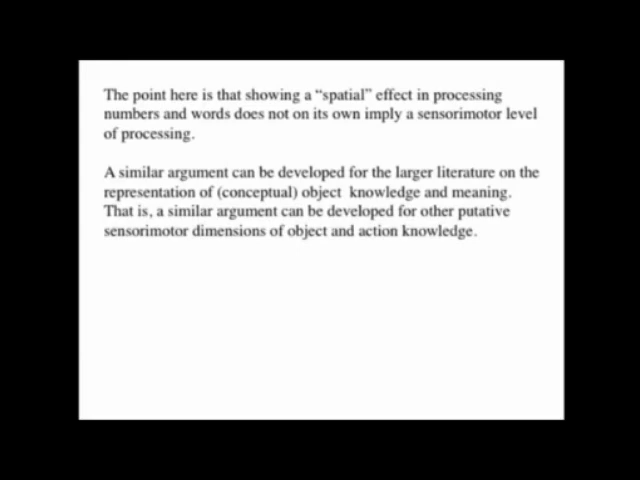 The point here is that showing a “spatial” effect in processing
numbers and words does not on its own imply a sensorimotor level
of processing.
A similar argument can be developed for the larger literature on the
representation of (conceptual) object knowledge and meaning.
That is, a similar argument can be developed for other putative
sensorimotor dimensions of object and action knowledge.